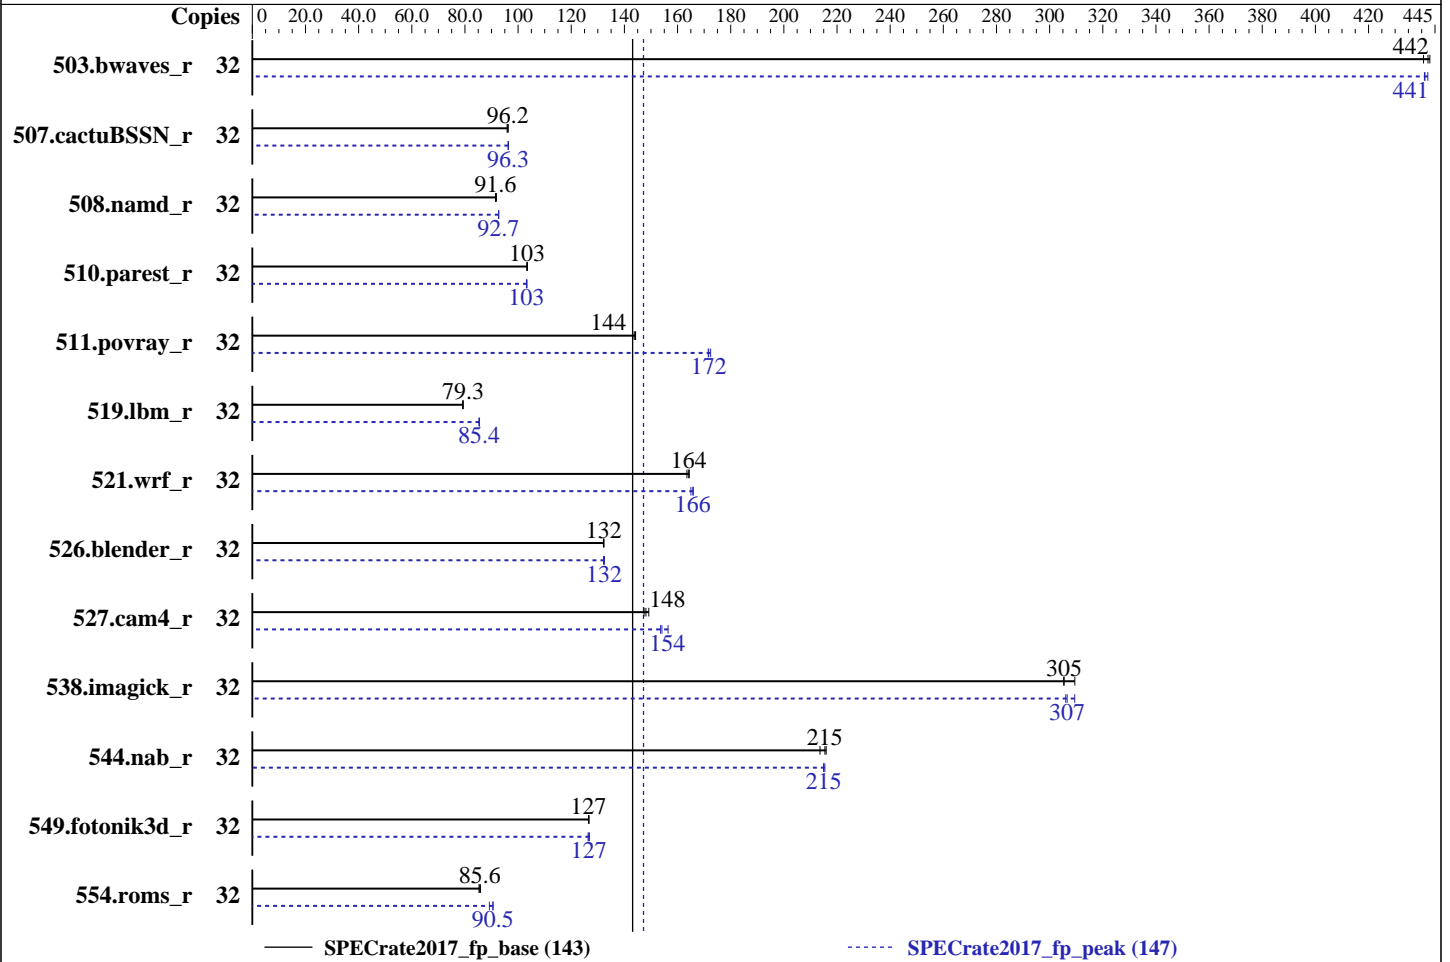 Copies 0 20.0 40.0 60.0 80.0 100 120 140 160 180 200 220 240 260 280 300 320 340 360 380 400 420 445
442
503.bwaves_r 32
441
96.2
507.cactuBSSN_r 32
96.3
91.6
508.namd_r 32
92.7
103
510.parest_r 32
103
144
511.povray_r 32
172
79.3
519.lbm_r 32
85.4
164
521.wrf_r 32
166
132
526.blender_r 32
132
148
527.cam4_r 32
154
305
538.imagick_r 32
307
215
544.nab_r 32
215
127
549.fotonik3d_r 32
127
85.6
554.roms_r 32
90.5
SPECrate2017_fp_base (143) SPECrate2017_fp_peak (147)